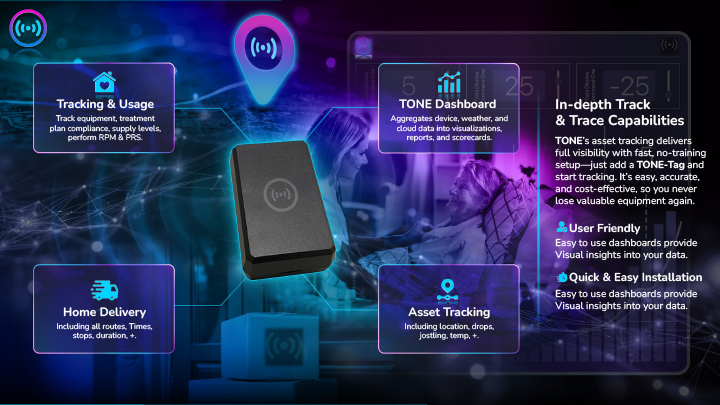 Tracking & Usage
Track equipment, treatment
plan compliance, supply levels,
perform RPM & PRS.
TONE Dashboard
Aggregates device, weather, and
cloud data into visualizations,
reports, and scorecards.
5
25
-25
Home Delivery
Including all routes, Times,
stops, duration, +.
Asset Tracking
Including location, drops,
jostling, temp, +.
In-depth Track
& Trace Capabilities
TONE’s asset tracking delivers
full visibility with fast, no-training
setup—just add a TONE-Tag and
start tracking. It’s easy, accurate,
and cost-effective, so you never
lose valuable equipment again.
User Friendly
Easy to use dashboards provide
Visual insights into your data.
Quick & Easy Installation
Easy to use dashboards provide
Visual insights into your data.